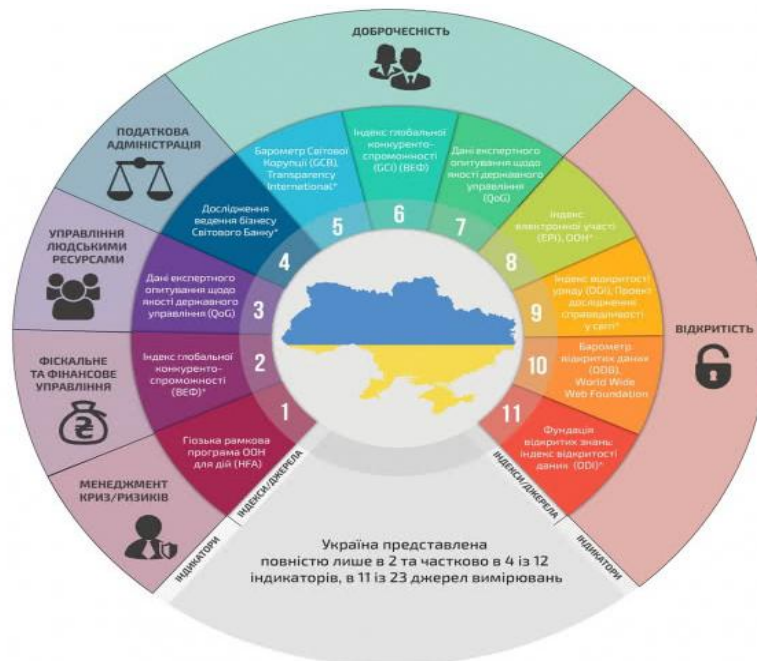 ДОБРОЧЕСНІСТЬ
ПОДАТКОВА
АДМІНІСТРАЦІЯ
УПРАВЛІННЯ
ЛЮДСЬКИМИ
РЕСУРСАМИ
ФІСКАЛЬНЕ
ТА ФІНАНСОВЕ
УПРАВЛІННЯ
МЕНЕДЖМЕНТ
КРИЗ/РИЗИКІВ
ВІДКРИТІСТЬ
Гіозька рамкова
програма ООН
для дій (HFA)
1
Індекс глобальної
конкуренто-
спроможності
(ВЕФ)*
2
Дані експертного
опитування щодо
якості державного
управління (QoG)
3
Дослідження
ведення бізнесу
Світового Банку*
4
Барометр Світової
Корупції (GCB),
Transparency
International*
5
Індекс глобальної
конкуренто-
спроможності
(GCI) (ВЕФ)
6
Дані експертного
опитування щодо
якості державного
управління
(QoG)
7
Індекс
електронної участі
(EPI), ООН*
8
Індекс відкритості
уряду (ODI), Проект
дослідження
справедливості
у світі*
9
Барометр
відкритих даних
(ODB),
World Wide
Web Foundation
10
Фундація
відкритих знань:
Індекс відкритості
даних (ODI)*
11
ІНДИКАТОРИ
ІНДЕКСИ/ДЖЕРЕЛА
ІНДЕКСИ/ДЖЕРЕЛА
ІНДИКАТОРИ
Україна представлена
повністю лише в 2 та частково в 4 із 12
індикаторів, в 11 із 23 джерел вимірювань